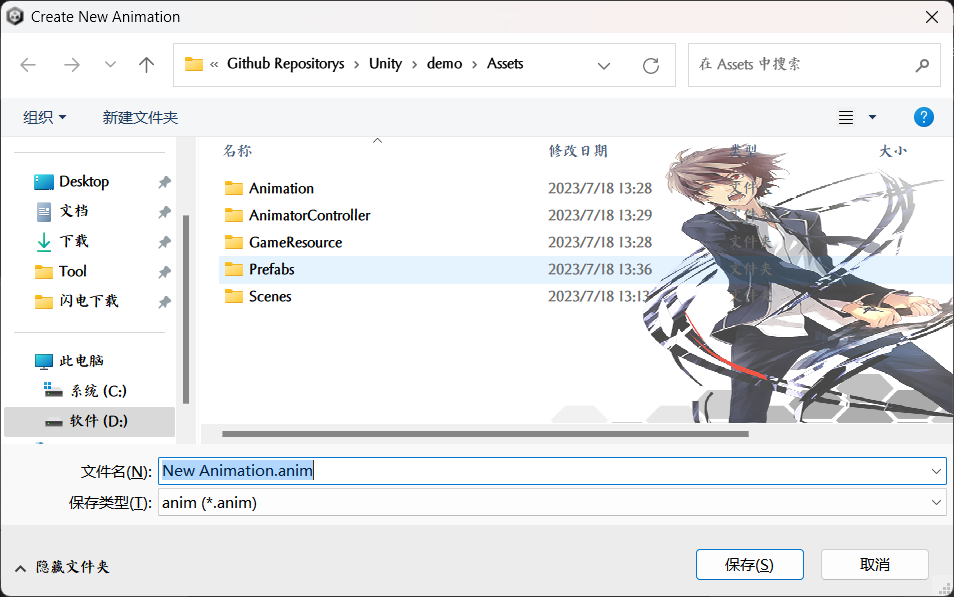 Create New Animation
« Github Repositorys › Unity › demo › Assets
在 Assets 中搜索
组织
新建文件夹
名称 修改日期 类型 大小
Desktop
文档
下载
Tool
闪电下载
此电脑
系统 (C:)
软件 (D:)
Animation 2023/7/18 13:28 文件夹
AnimatorController 2023/7/18 13:29 文件夹
GameResource 2023/7/18 13:28 文件夹
Prefabs 2023/7/18 13:36 文件夹
Scenes 2023/7/18 13:13 文件夹
文件名(N): New Animation.anim
保存类型(T): anim (*.anim)
隐藏文件夹
保存(S)
取消